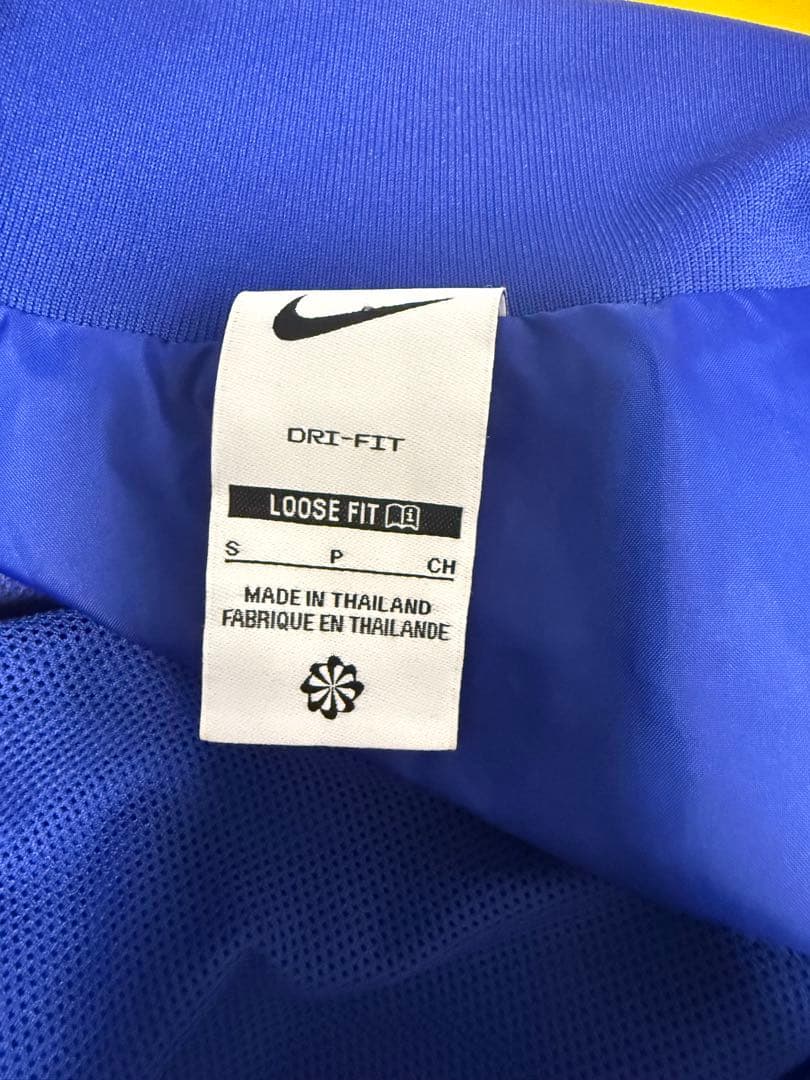 DRI-FIT
LOOSE FIT
S P CH
MADE IN THAILAND
FABRIQUE EN THAILANDE